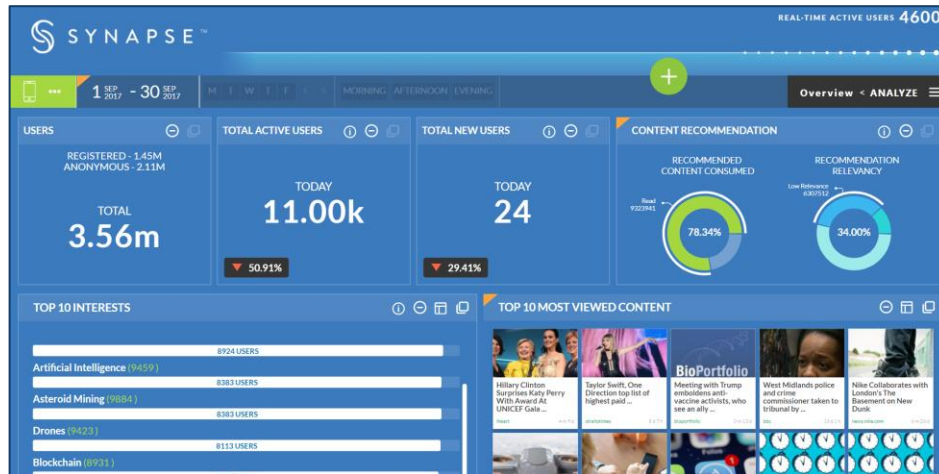 REAL-TIME ACTIVE USERS 4600
SYNAPSE™
1 SEP 2017 - 30 SEP 2017
M T W T F S S
MORNING AFTERNOON EVENING
+
Overview < ANALYZE
USERS
REGISTERED - 1.45M
ANONYMOUS - 2.11M
TOTAL
3.56m
TOTAL ACTIVE USERS
TODAY
11.00k
50.91%
TOTAL NEW USERS
TODAY
24
29.41%
CONTENT RECOMMENDATION
RECOMMENDED
CONTENT CONSUMED
Read
9323941
78.34%
RECOMMENDATION
RELEVANCY
Low Relevance
6307512
34.00%
TOP 10 INTERESTS
8924 USERS
Artificial Intelligence (9459)
8383 USERS
Asteroid Mining (9884)
8383 USERS
Drones (9423)
8113 USERS
Blockchain (8931)
TOP 10 MOST VIEWED CONTENT
Hillary Clinton
Surprises Katy Perry
With Award At
UNICEF Gala ...
Taylor Swift, One
Direction top list of
highest paid ...
BioPortfolio
Meeting with Trump
emboldens anti-
vaccine activists, who
see an ally ...
bioportfolio
West Midlands police
and crime
commissioner taken to
tribunal by ...
Nike Collaborates with
London's The
Basement on New
Dunk